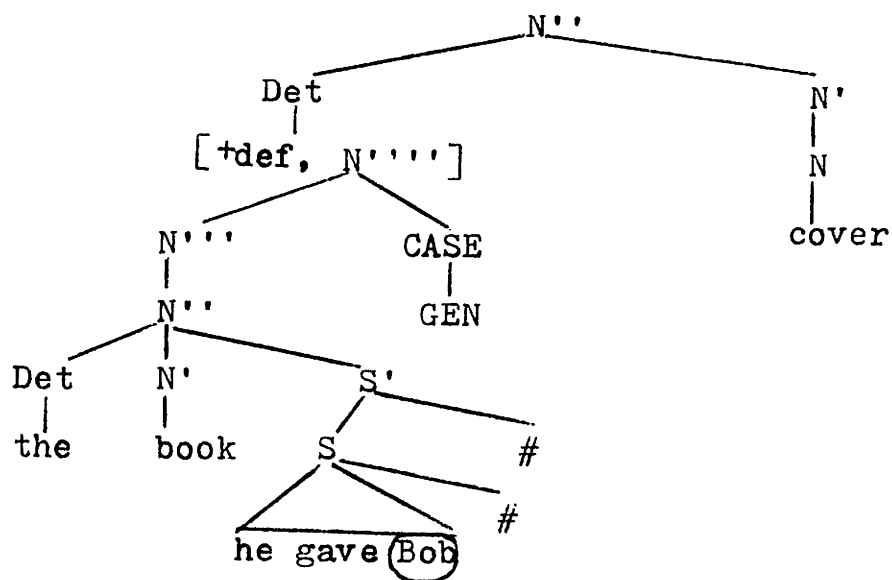 N''
Det N'
[+def, N''''] N
N''' CASE cover
N'' GEN
Det N' S'
the book S #
#
he gave Bob